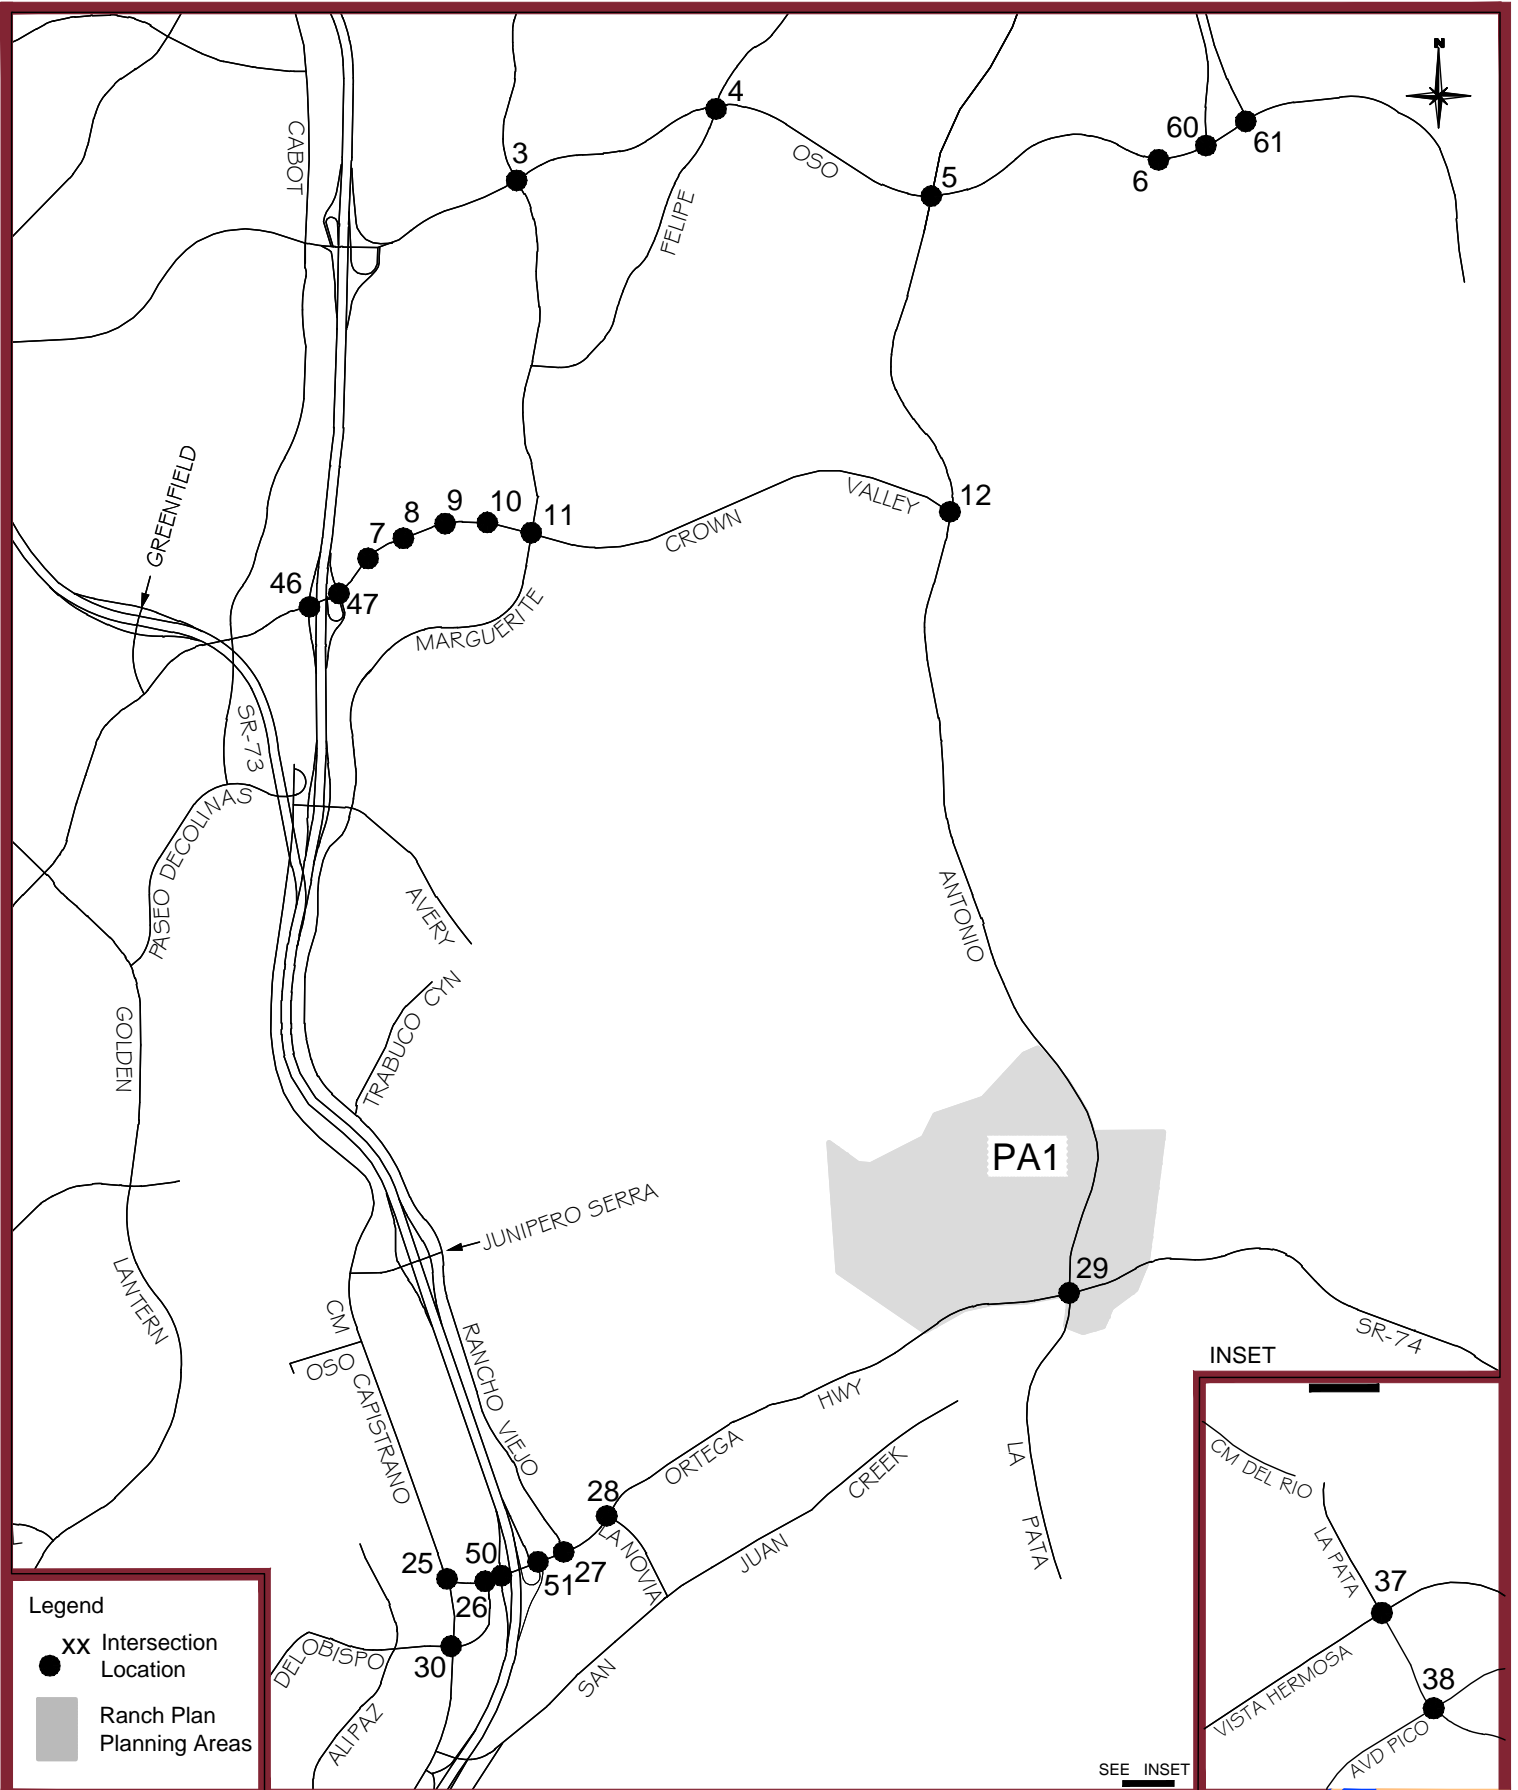 N
4
60
61
3
CABOT
OSO
6
5
FELIPE
GREENFIELD
VALLEY
12
9
10
8
11
7
CROWN
46
47
MARGUERITE
SR-73
PASEO DECOLINAS
AVERY
ANTONIO
TRABUCO CYN
GOLDEN
PA1
JUNIPERO SERRA
29
LANTERN
CM
OSO
CAPISTRANO
RANCHO VIEJO
SR-74
INSET
HWY
ORTEGA
LA
PATA
CREEK
JUAN
SAN
28
LA NOVIA
25
50
51
27
26
30
DEL OBISPO
ALIPAZ
CM DEL RIO
LA PATA
37
VISTA HERMOSA
38
AVD PICO
SEE INSET
Legend
XX Intersection
Location
Ranch Plan
Planning Areas